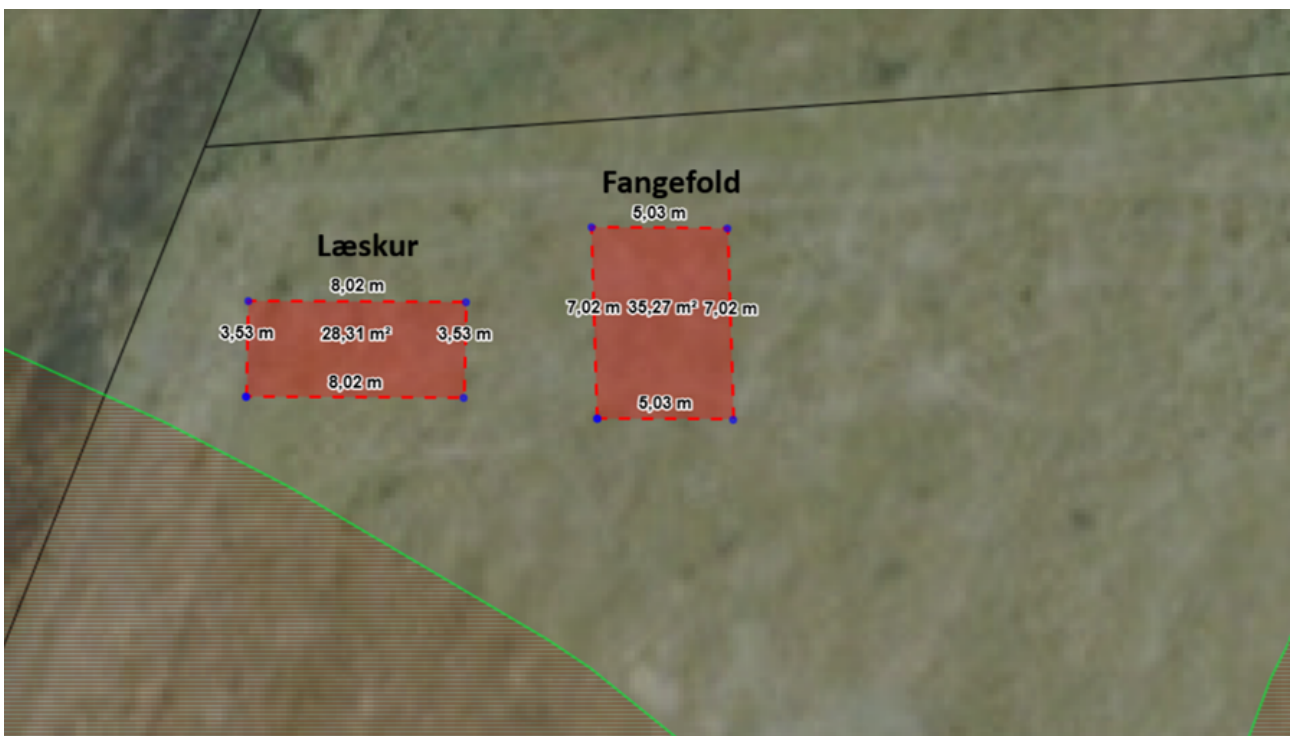 Fangefold
5,03 m
Læskur
8,02 m
7,02 m 35,27 m² 7,02 m
3,53 m 28,31 m² 3,53 m
8,02 m
5,03 m